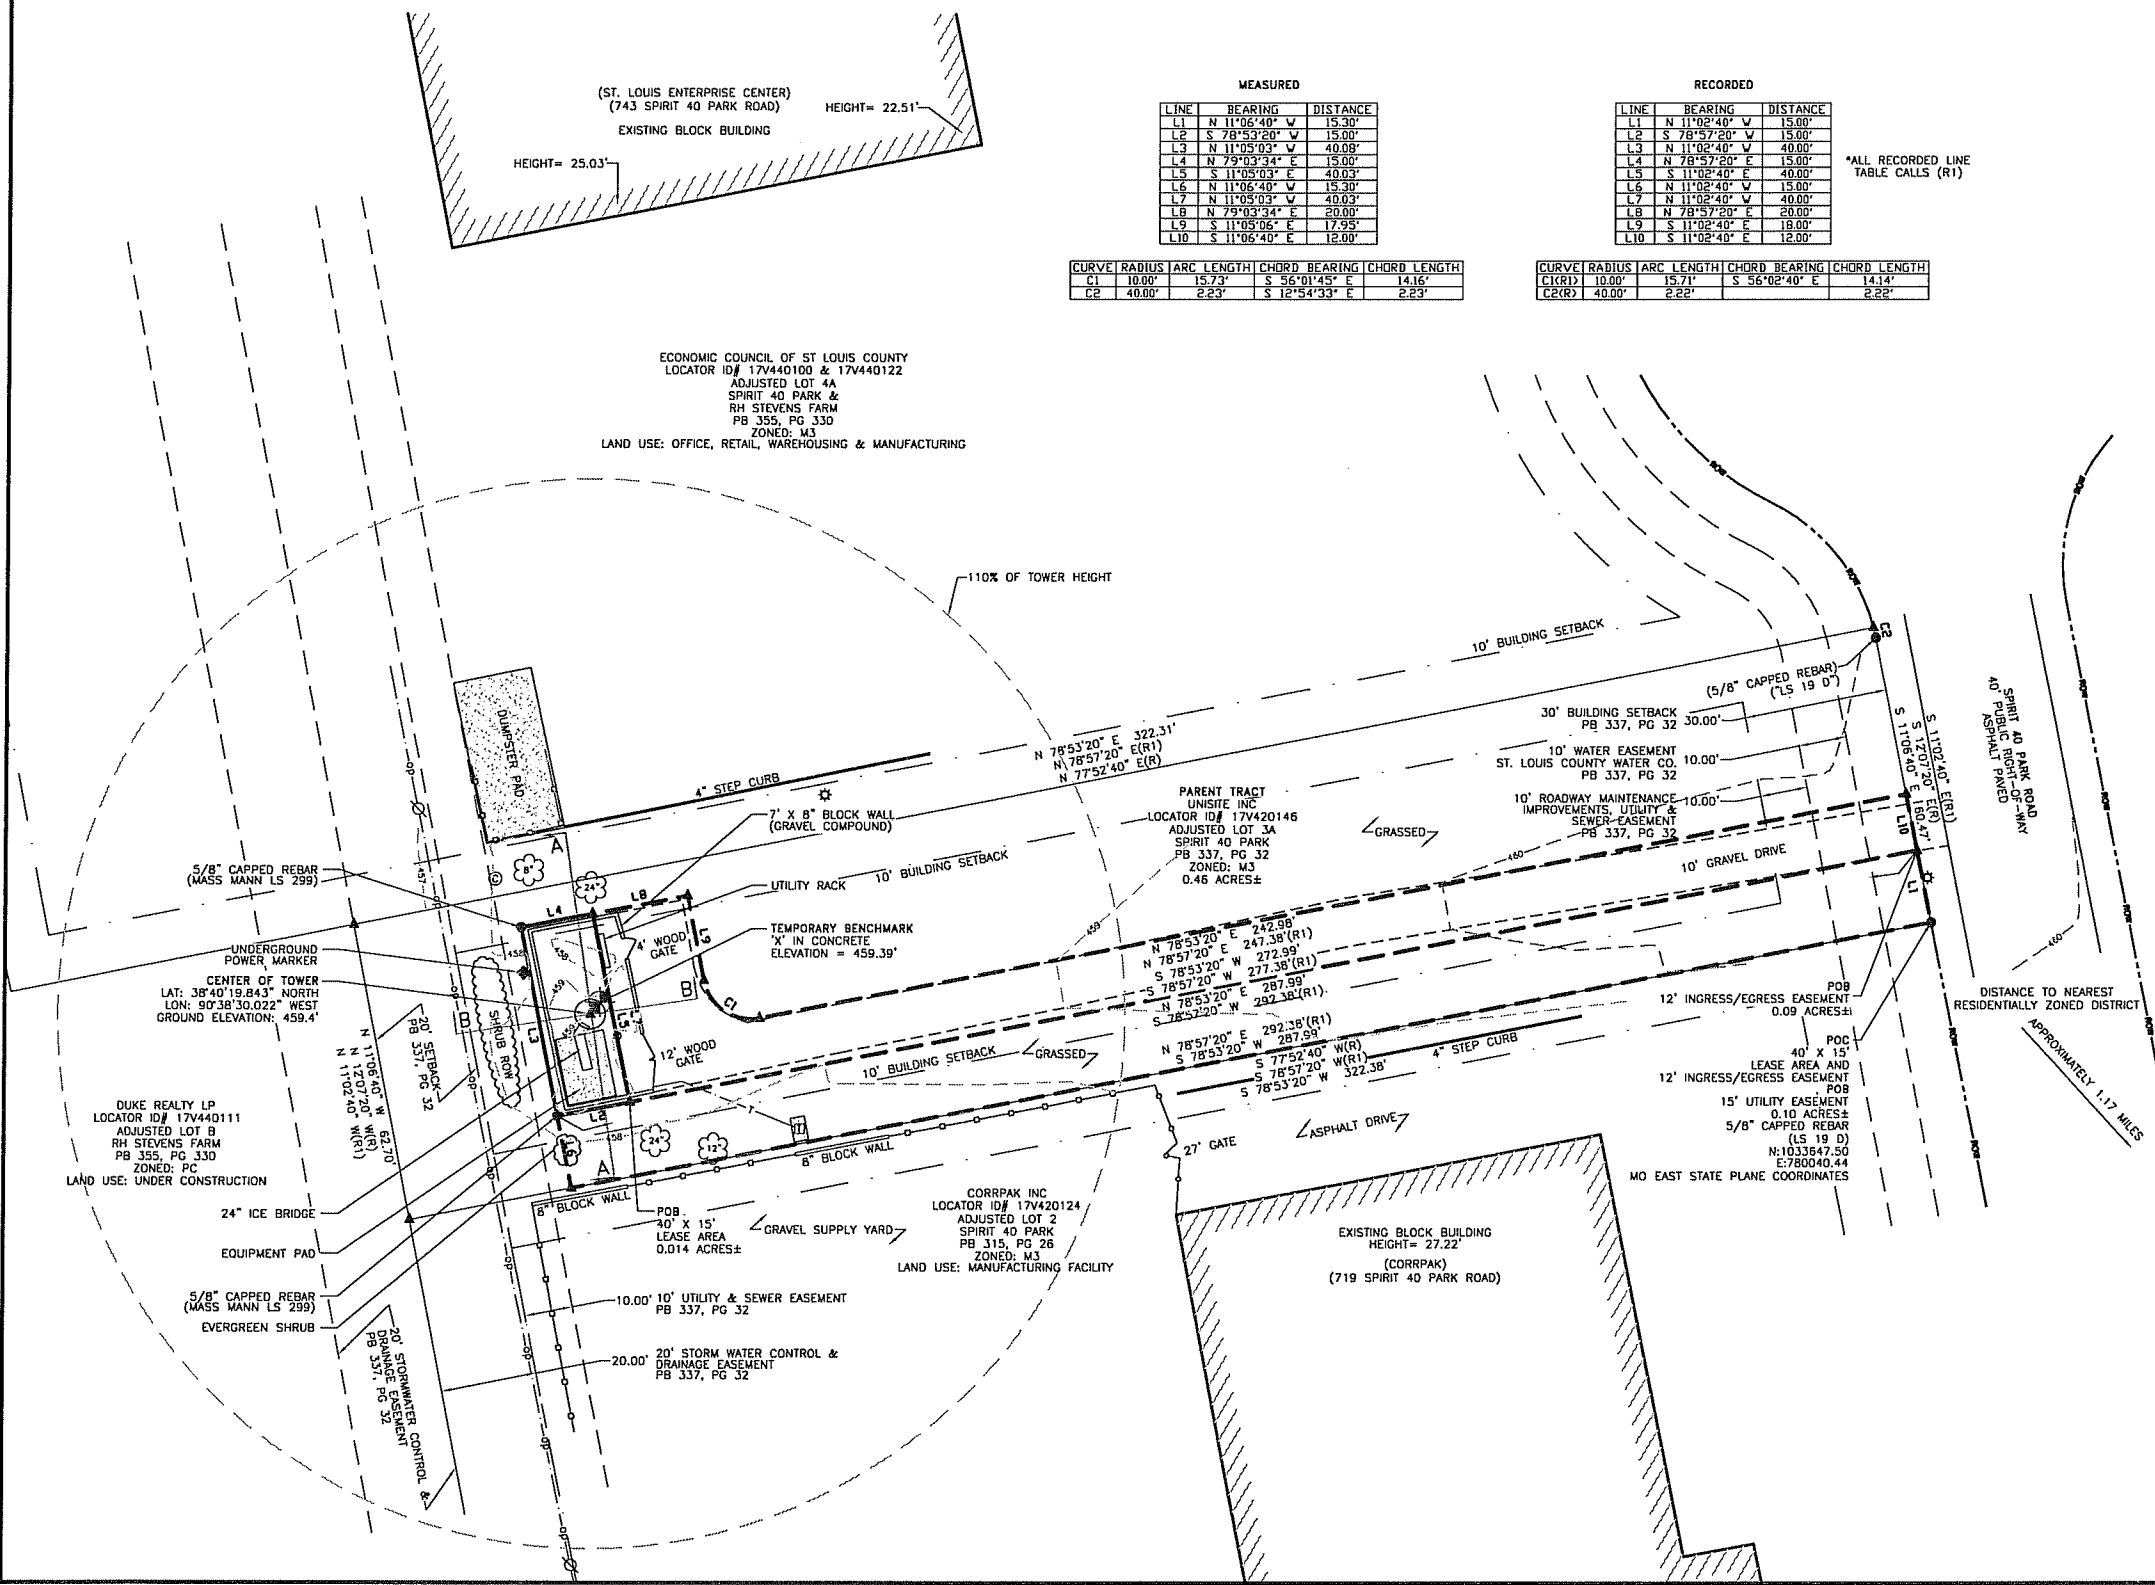 (ST. LOUIS ENTERPRISE CENTER)
(743 SPIRIT 40 PARK ROAD)
EXISTING BLOCK BUILDING
HEIGHT= 22.51'
HEIGHT= 25.03'
MEASURED
LINE BEARING DISTANCE
L1 N 11°06'40" W 15.30'
L2 S 78°53'20" W 15.00'
L3 N 11°05'03" W 40.08'
L4 N 79°03'34" E 15.00'
L5 S 11°05'03" E 40.03'
L6 N 11°06'40" W 15.30'
L7 N 11°05'03" W 40.03'
L8 N 79°03'34" E 20.00'
L9 S 11°05'06" E 17.95'
L10 S 11°06'40" E 12.00'
CURVE RADIUS ARC LENGTH CHORD BEARING CHORD LENGTH
C1 10.00' 15.73' S 56°01'45" E 14.16'
C2 40.00' 2.23' S 12°54'33" E 2.23'
RECORDED
LINE BEARING DISTANCE
L1 N 11°02'40" W 15.00'
L2 S 78°57'20" W 15.00'
L3 N 11°02'40" W 40.00'
L4 N 78°57'20" E 15.00'
L5 S 11°02'40" E 40.00'
L6 N 11°02'40" W 15.00'
L7 N 11°02'40" W 40.00'
L8 N 78°57'20" E 20.00'
L9 S 11°02'40" E 18.00'
L10 S 11°02'40" E 12.00'
*ALL RECORDED LINE
TABLE CALLS (R1)
CURVE RADIUS ARC LENGTH CHORD BEARING CHORD LENGTH
C1(R1) 10.00' 15.71' S 56°02'40" E 14.14'
C2(R) 40.00' 2.22' 2.22'
ECONOMIC COUNCIL OF ST LOUIS COUNTY
LOCATOR ID# 17V440100 & 17V440122
ADJUSTED LOT 4A
SPIRIT 40 PARK &
RH STEVENS FARM
PB 355, PG 330
ZONED: M3
LAND USE: OFFICE, RETAIL, WAREHOUSING & MANUFACTURING
110% OF TOWER HEIGHT
10' BUILDING SETBACK
C2
(5/8" CAPPED REBAR)
("LS 19 D")
30' BUILDING SETBACK
PB 337, PG 32
30.00'
10' WATER EASEMENT
ST. LOUIS COUNTY WATER CO.
PB 337, PG 32
10.00'
10' ROADWAY MAINTENANCE
IMPROVEMENTS, UTILITY &
SEWER EASEMENT
PB 337, PG 32
10.00'
S 11°02'40" E(R1)
S 12°07'20" E(R)
S 11°06'40" E 160.47'
SPIRIT 40 PARK ROAD
40' PUBLIC RIGHT-OF-WAY
ASPHALT PAVED
ROW
ROW
ROW
ROW
ROW
ROW
ROW
ROW
ROW
DUMPSTER PAD
4" STEP CURB
N 78°53'20" E 322.31'
N 78°57'20" E(R1)
N 77°52'40" E(R)
PARENT TRACT
UNISITE INC
LOCATOR ID# 17V420146
ADJUSTED LOT 3A
SPIRIT 40 PARK
PB 337, PG 32
ZONED: M3
0.46 ACRES±
GRASSED
460
10' GRAVEL DRIVE
L10
L1
460
7' X 8" BLOCK WALL
(GRAVEL COMPOUND)
10' BUILDING SETBACK
UTILITY RACK
TEMPORARY BENCHMARK
'X' IN CONCRETE
ELEVATION = 459.39'
5/8" CAPPED REBAR
(MASS MANN LS 299)
UNDERGROUND
POWER MARKER
CENTER OF TOWER
LAT: 38°40'19.843" NORTH
LON: 90°38'30.022" WEST
GROUND ELEVATION: 459.4'
A
8"
24"
C
457
L4
L8
4' WOOD
GATE
L9
C1
B
B
458
458
459
459
L3
L5
L7
12' WOOD
GATE
SHRUB ROW
20' SETBACK
PB 337, PG 32
N 11°06'40" W 62.70'
N 12°07'20" W(R)
N 11°02'40" W(R1)
459
N 78°53'20" E 242.98'
N 78°57'20" E 247.38'(R1)
S 78°53'20" W 272.99'
S 78°57'20" W 277.38'(R1)
N 78°53'20" E 287.99'
S 78°57'20" W 292.38'(R1)
N 78°57'20" E 292.38'(R1)
S 78°53'20" W 287.99'
S 77°52'40" W(R)
S 78°57'20" W(R1)
S 78°53'20" W 322.38'
10' BUILDING SETBACK
GRASSED
4" STEP CURB
POB
12' INGRESS/EGRESS EASEMENT
0.09 ACRES±
POC
40' X 15'
LEASE AREA AND
12' INGRESS/EGRESS EASEMENT
POB
15' UTILITY EASEMENT
0.10 ACRES±
5/8" CAPPED REBAR
(LS 19 D)
N:1033647.50
E:780040.44
MO EAST STATE PLANE COORDINATES
DISTANCE TO NEAREST
RESIDENTIALLY ZONED DISTRICT
APPROXIMATELY 1.17 MILES
DUKE REALTY LP
LOCATOR ID# 17V440111
ADJUSTED LOT B
RH STEVENS FARM
PB 355, PG 330
ZONED: PC
LAND USE: UNDER CONSTRUCTION
L2
L6
458
24"
12"
T
A
8" BLOCK WALL
8" BLOCK WALL
27' GATE
ASPHALT DRIVE
24" ICE BRIDGE
EQUIPMENT PAD
5/8" CAPPED REBAR
(MASS MANN LS 299)
EVERGREEN SHRUB
POB
40' X 15'
LEASE AREA
0.014 ACRES±
GRAVEL SUPPLY YARD
CORRPAK INC
LOCATOR ID# 17V420124
ADJUSTED LOT 2
SPIRIT 40 PARK
PB 315, PG 26
ZONED: M3
LAND USE: MANUFACTURING FACILITY
EXISTING BLOCK BUILDING
HEIGHT= 27.22'
(CORRPAK)
(719 SPIRIT 40 PARK ROAD)
10.00' 10' UTILITY & SEWER EASEMENT
PB 337, PG 32
20.00' 20' STORM WATER CONTROL &
DRAINAGE EASEMENT
PB 337, PG 32
20' STORMWATER CONTROL &
DRAINAGE EASEMENT
PB 337, PG 32